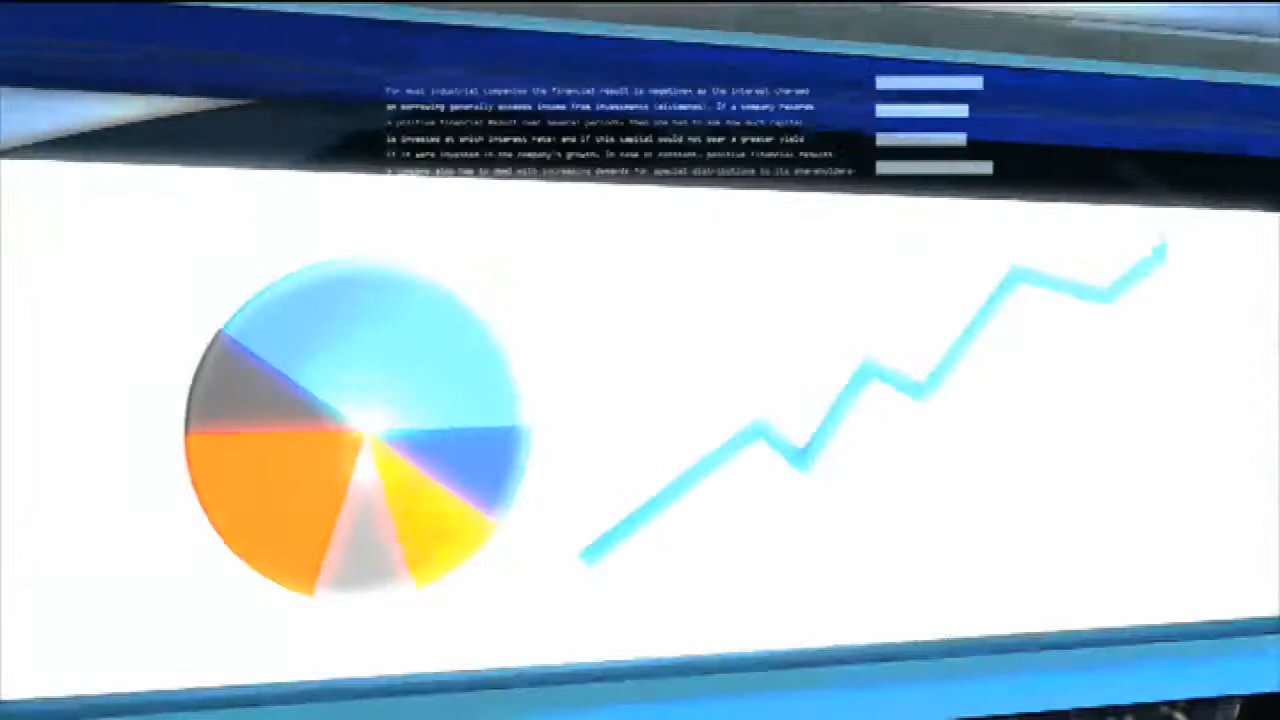 For most industrial companies the financial result is negative, as the interest charged
on borrowing generally exceeds income from investments (dividends). If a company records
a positive financial Result over several periods, then one has to ask how much capital
is invested at which interest rate; and if this capital would not bear a greater yield
if it were invested in the company's growth. In case of constant, positive financial results
a company also has to deal with increasing demands for special distributions to its shareholders